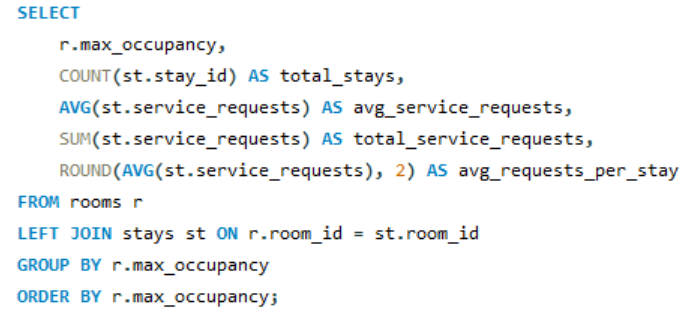 SELECT
r.max_occupancy,
COUNT(st.stay_id) AS total_stays,
AVG(st.service_requests) AS avg_service_requests,
SUM(st.service_requests) AS total_service_requests,
ROUND(AVG(st.service_requests), 2) AS avg_requests_per_stay
FROM rooms r
LEFT JOIN stays st ON r.room_id = st.room_id
GROUP BY r.max_occupancy
ORDER BY r.max_occupancy;